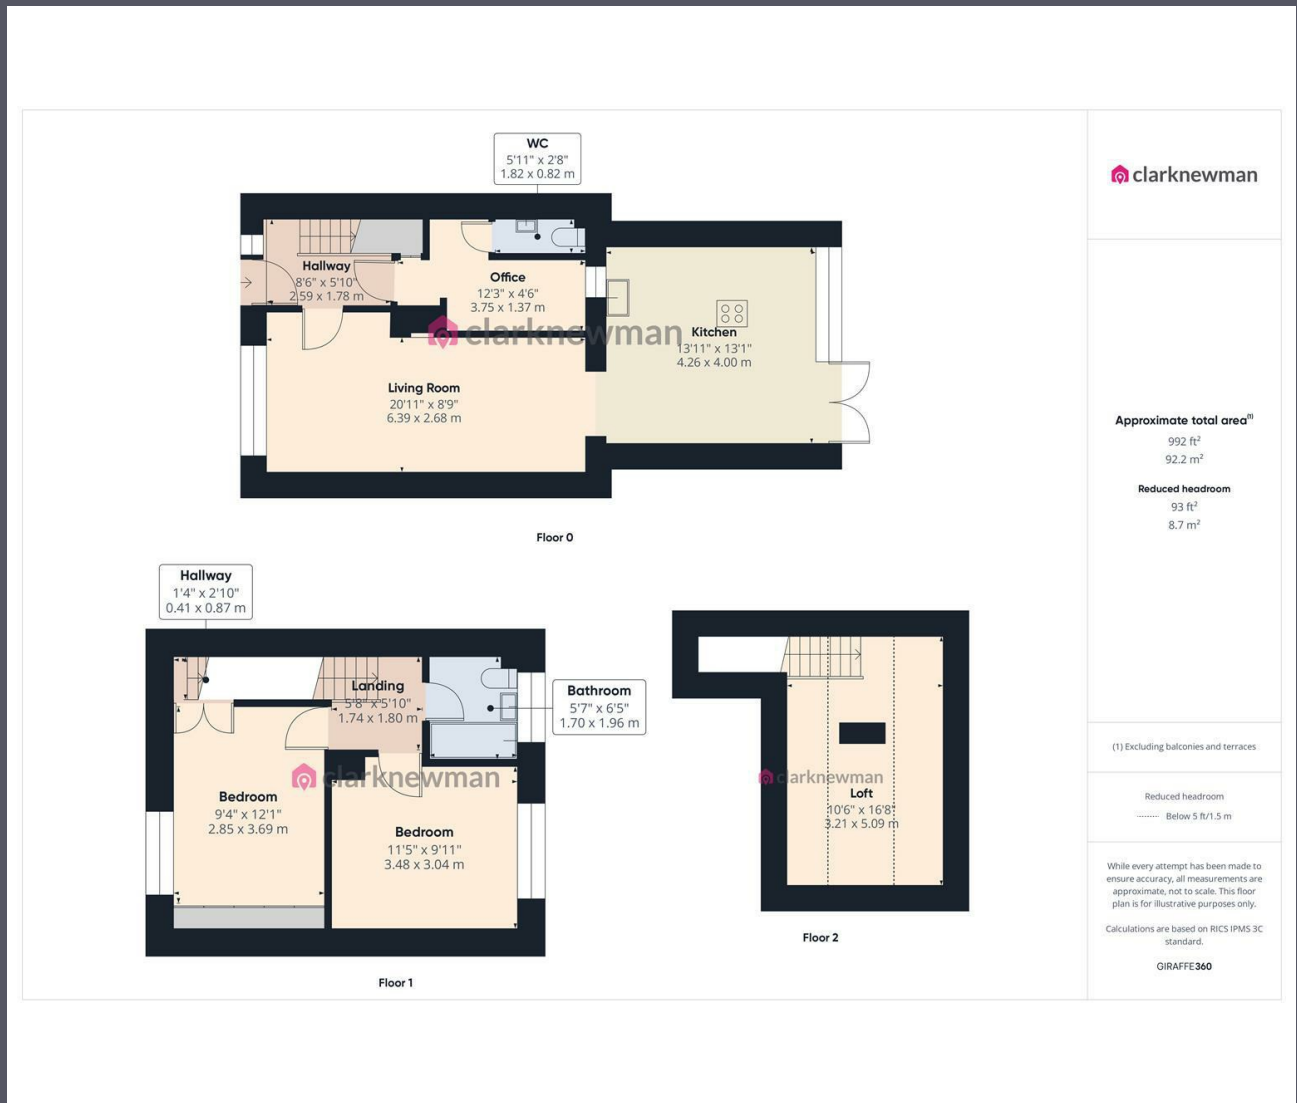 WC
5'11" x 2'8"
1.82 x 0.82 m
Hallway
8'6" x 5'10"
2.59 x 1.78 m
Office
12'3" x 4'6"
3.75 x 1.37 m
clarknewman
Kitchen
13'11" x 13'1"
4.26 x 4.00 m
Living Room
20'11" x 8'9"
6.39 x 2.68 m
Floor 0
Hallway
1'4" x 2'10"
0.41 x 0.87 m
Landing
5'8" x 5'10"
1.74 x 1.80 m
Bathroom
5'7" x 6'5"
1.70 x 1.96 m
clarknewman
Bedroom
9'4" x 12'1"
2.85 x 3.69 m
Bedroom
11'5" x 9'11"
3.48 x 3.04 m
Floor 1
clarknewman
Loft
10'6" x 16'8"
3.21 x 5.09 m
Floor 2
clarknewman
Approximate total area(1)
992 ft²
92.2 m²
Reduced headroom
93 ft²
8.7 m²
(1) Excluding balconies and terraces
Reduced headroom
Below 5 ft/1.5 m
While every attempt has been made to
ensure accuracy, all measurements are
approximate, not to scale. This floor
plan is for illustrative purposes only.
Calculations are based on RICS IPMS 3C
standard.
GIRAFFE360